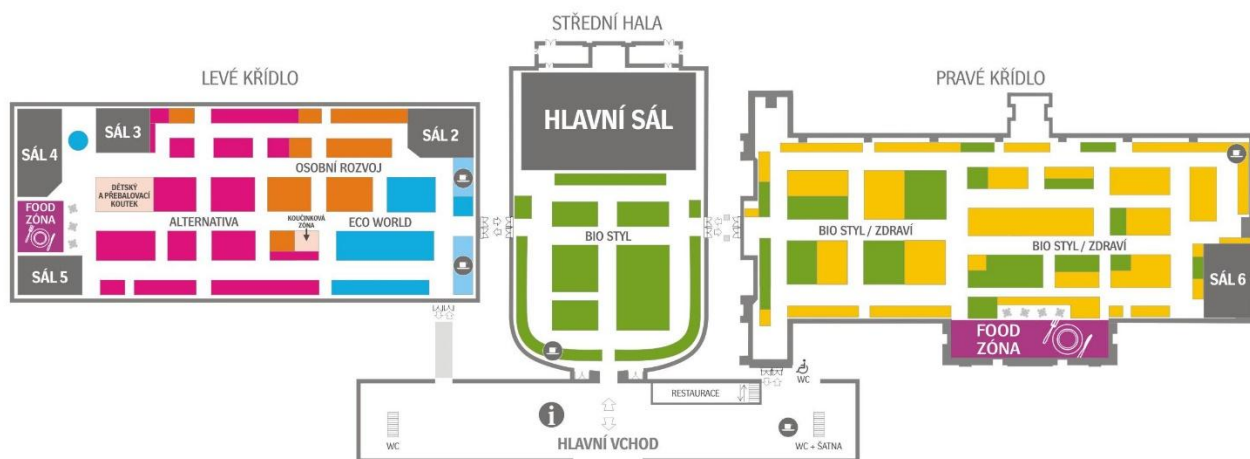 STŘEDNÍ HALA
LEVÉ KŘÍDLO
PRAVÉ KŘÍDLO
HLAVNÍ SÁL
SÁL 3
SÁL 2
SÁL 4
OSOBNÍ ROZVOJ
DĚTSKÝ
A PŘEBALOVACÍ
KOUTEK
FOOD
ZÓNA
ALTERNATIVA
KOUČINKOVÁ
ZÓNA
ECO WORLD
SÁL 5
BIO STYL
BIO STYL / ZDRAVÍ
BIO STYL / ZDRAVÍ
SÁL 6
FOOD
ZÓNA
WC
RESTAURACE
i
WC
HLAVNÍ VCHOD
WC + ŠATNA